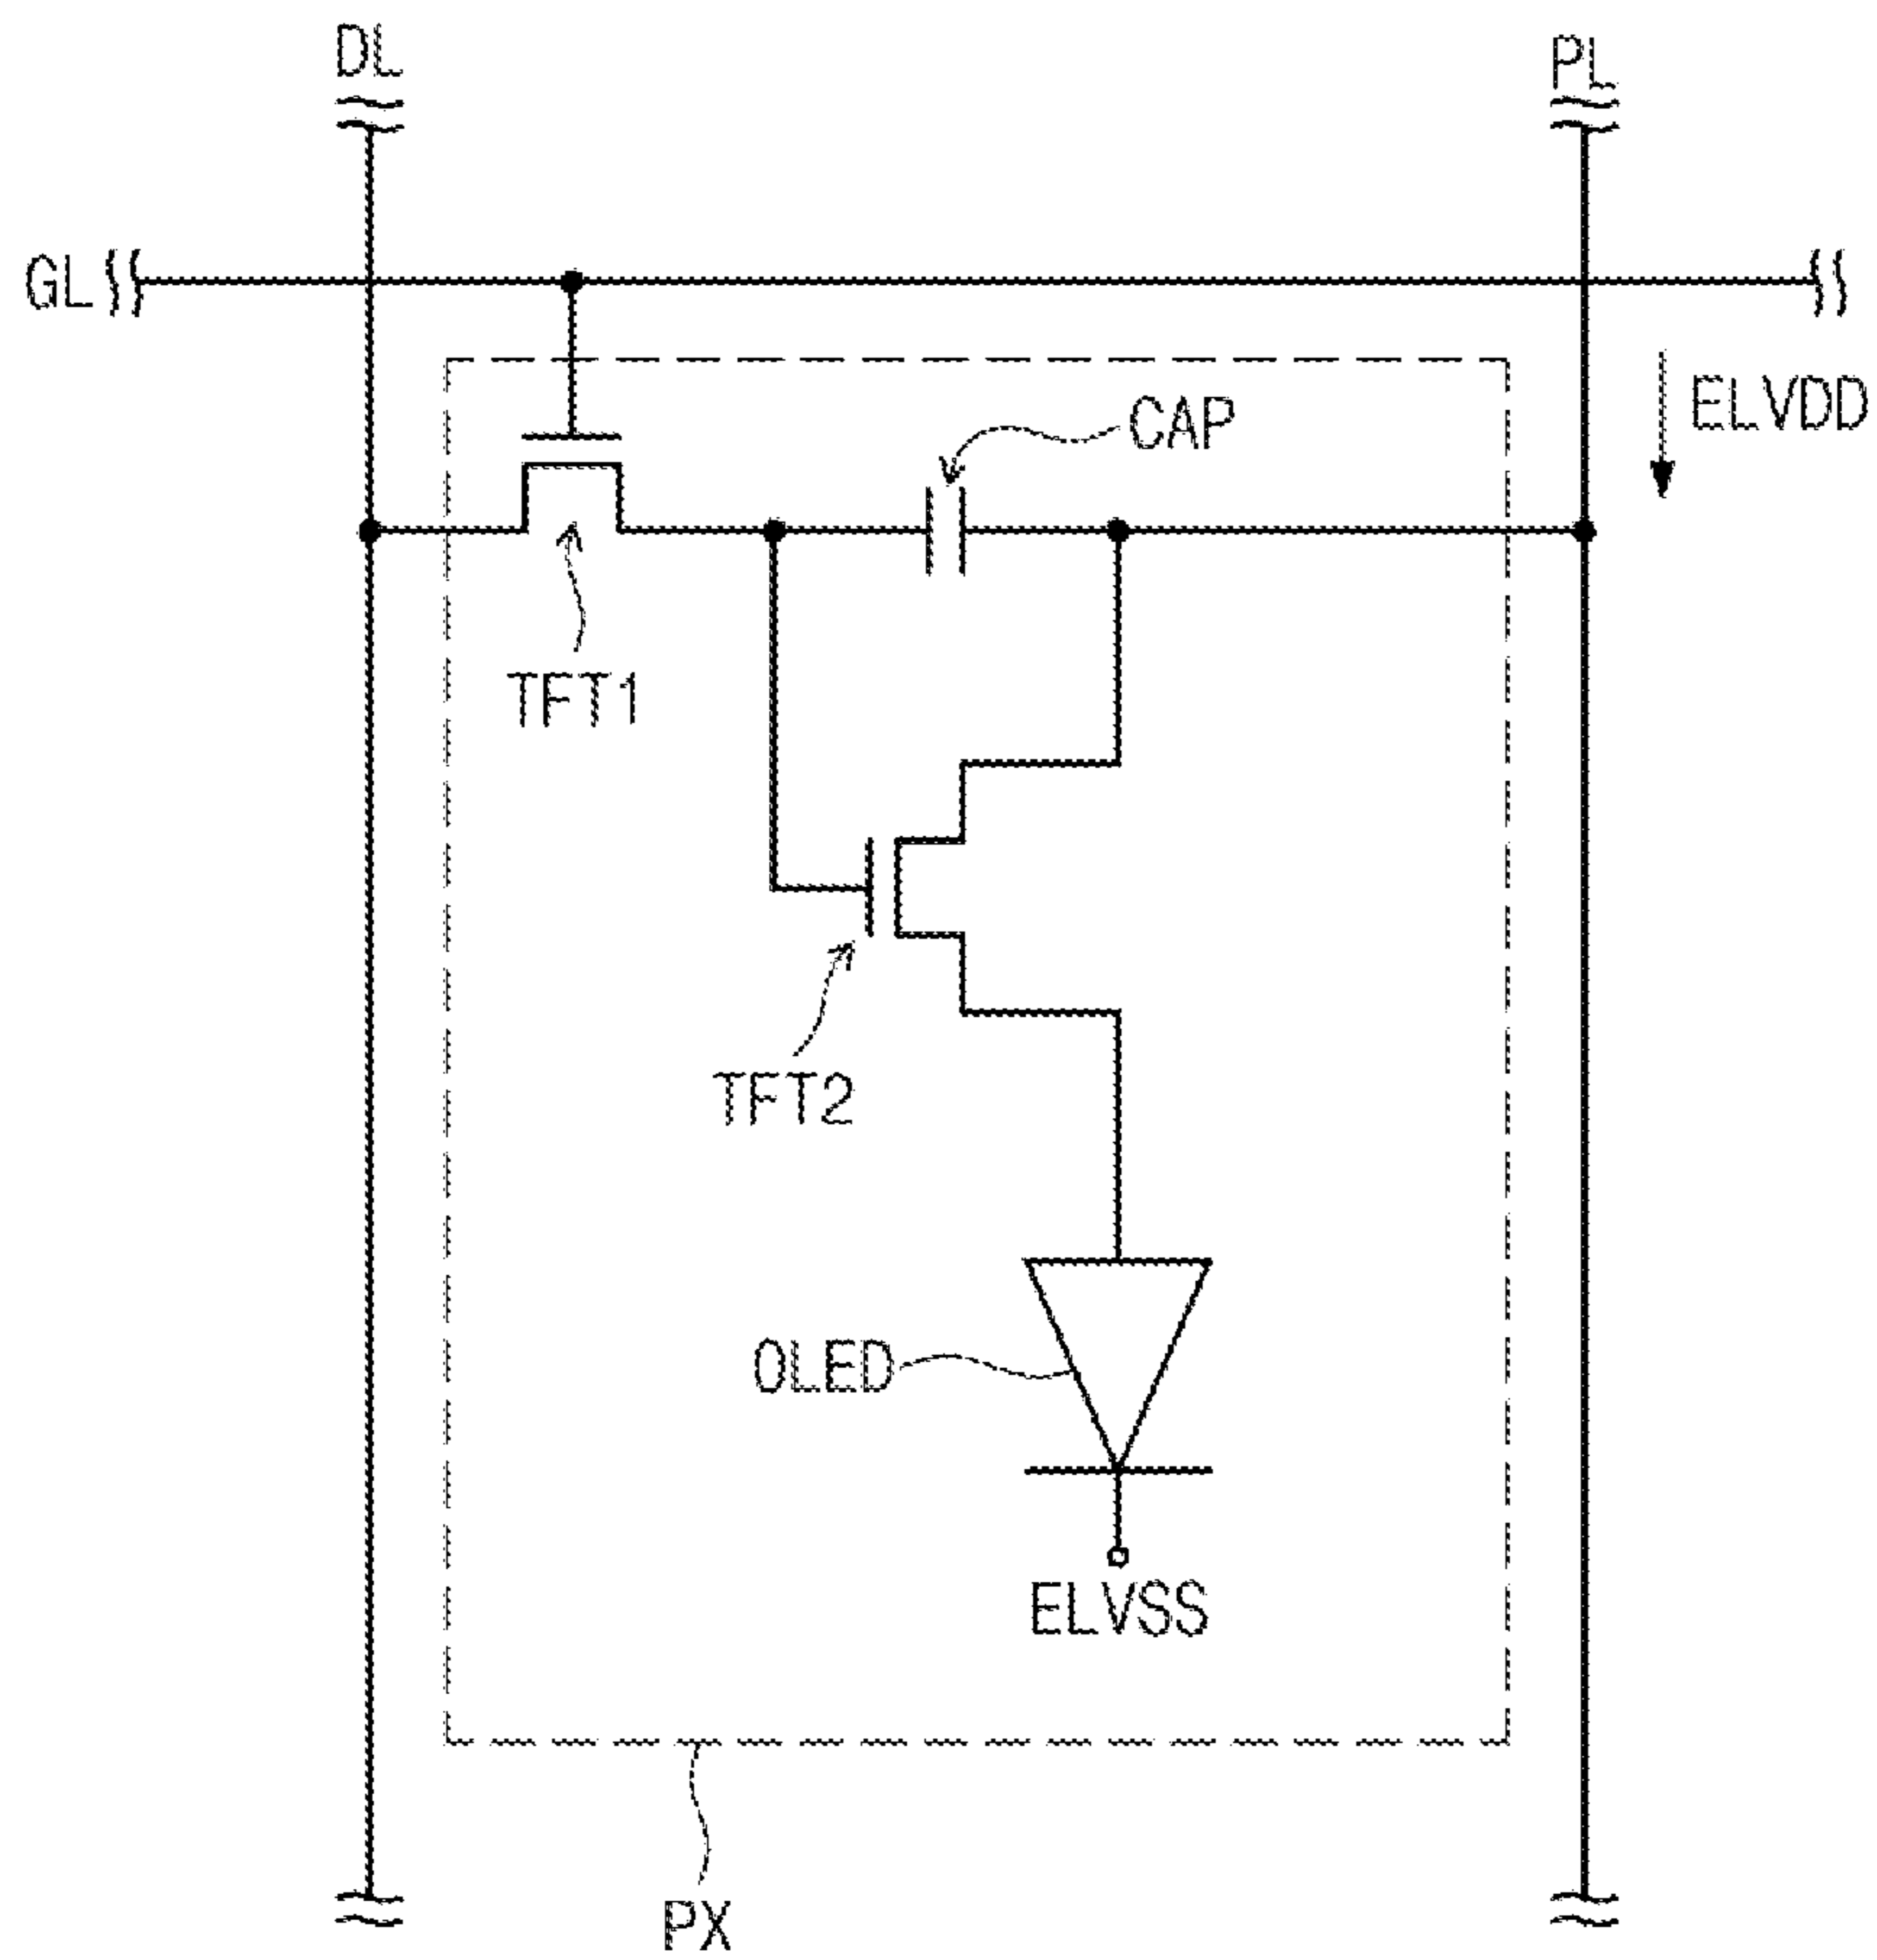 DL
PL
GL
ELVDD
CAP
TFT1
TFT2
OLED
ELVSS
PX